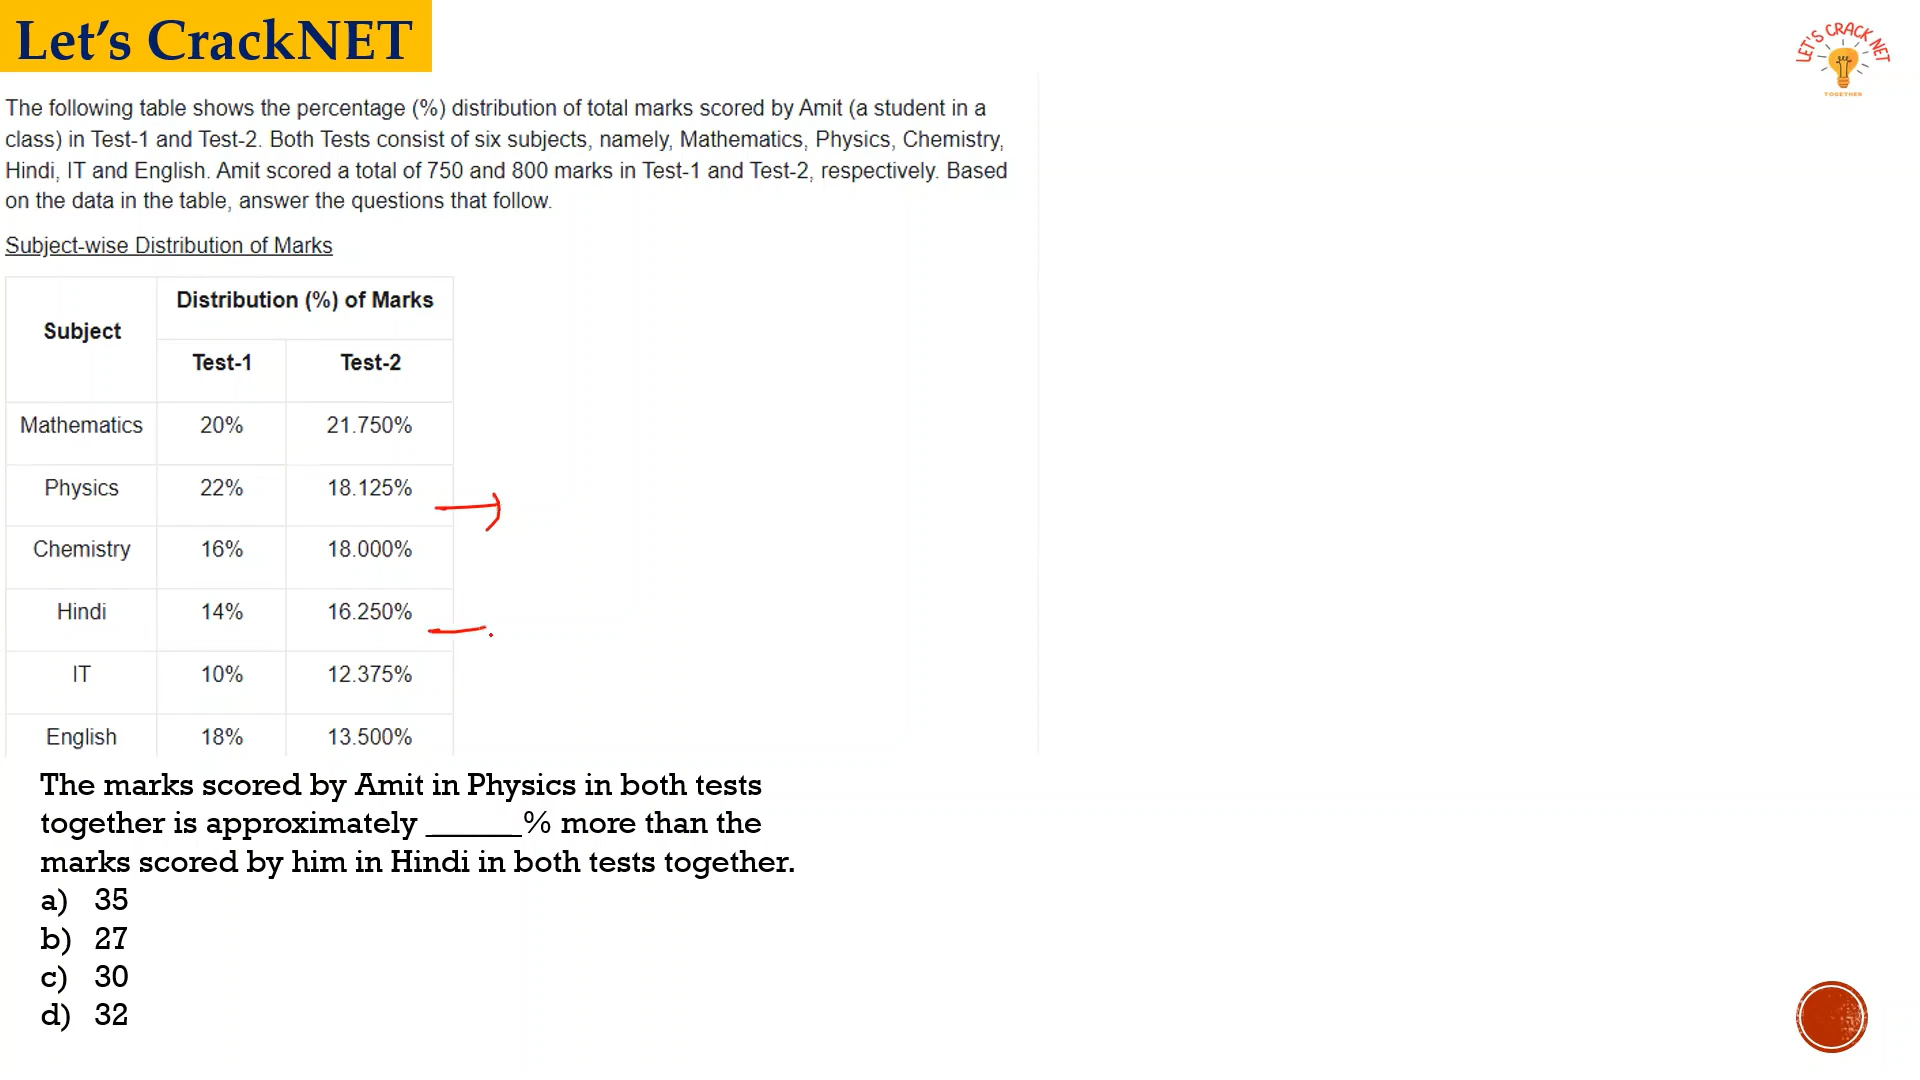 Let's CrackNET
LET'S CRACK NET
TOGETHER
The following table shows the percentage (%) distribution of total marks scored by Amit (a student in a
class) in Test-1 and Test-2. Both Tests consist of six subjects, namely, Mathematics, Physics, Chemistry,
Hindi, IT and English. Amit scored a total of 750 and 800 marks in Test-1 and Test-2, respectively. Based
on the data in the table, answer the questions that follow.
Subject-wise Distribution of Marks
Subject Distribution (%) of Marks
Test-1 Test-2
Mathematics 20% 21.750%
Physics 22% 18.125%
Chemistry 16% 18.000%
Hindi 14% 16.250%
IT 10% 12.375%
English 18% 13.500%
The marks scored by Amit in Physics in both tests
together is approximately ______% more than the
marks scored by him in Hindi in both tests together.
a) 35
b) 27
c) 30
d) 32